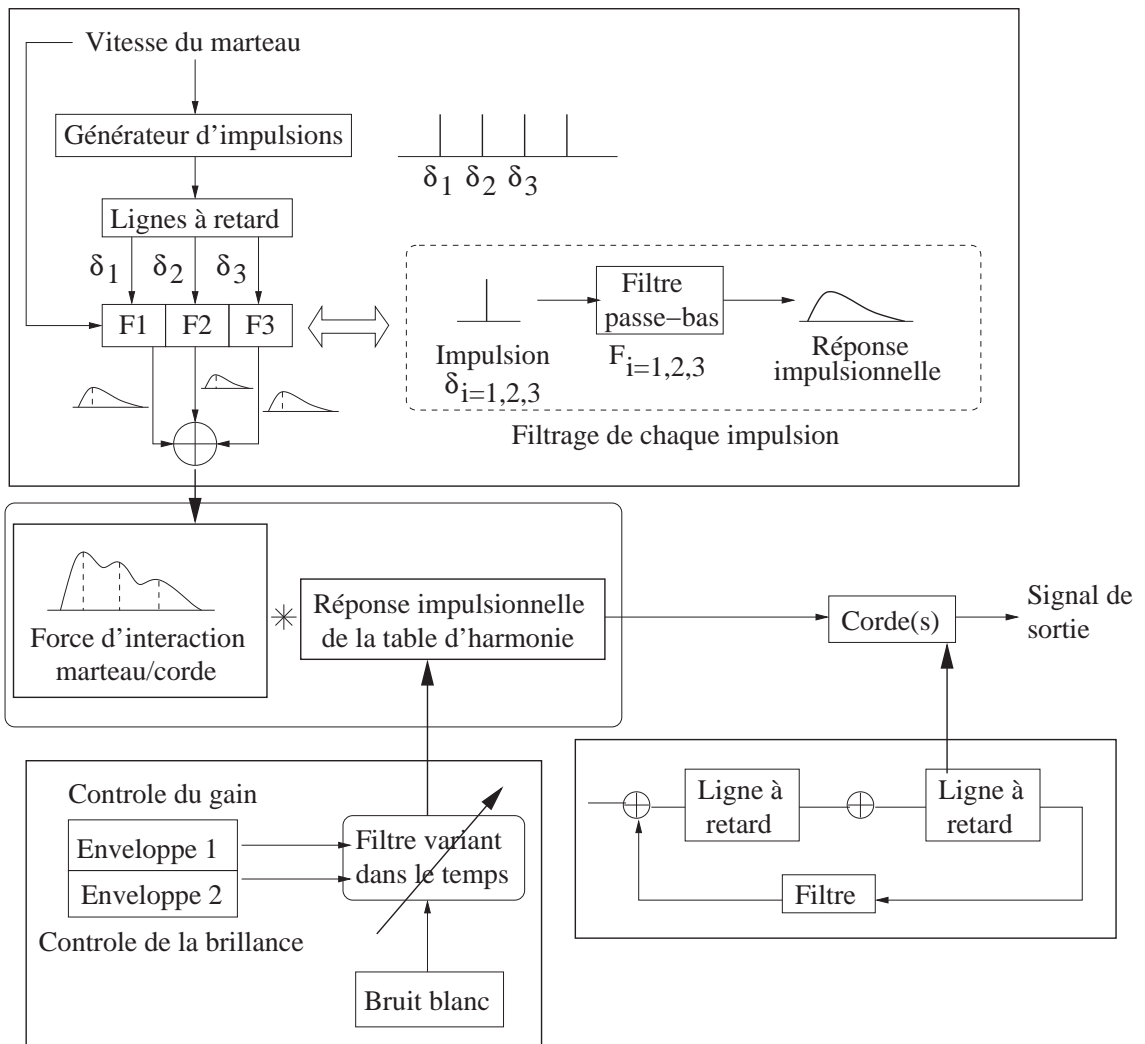 Vitesse du marteau
Générateur d'impulsions
δ1 δ2 δ3
Lignes à retard
δ1 δ2 δ3
F1 F2 F3
Filtre
passe-bas
Impulsion
δi=1,2,3
Fi=1,2,3
Réponse
impulsionnelle
Filtrage de chaque impulsion
Force d'interaction
marteau/corde
Réponse impulsionnelle
de la table d'harmonie
Corde(s)
Signal de
sortie
Controle du gain
Enveloppe 1
Enveloppe 2
Controle de la brillance
Filtre variant
dans le temps
Bruit blanc
Ligne à
retard
Ligne à
retard
Filtre